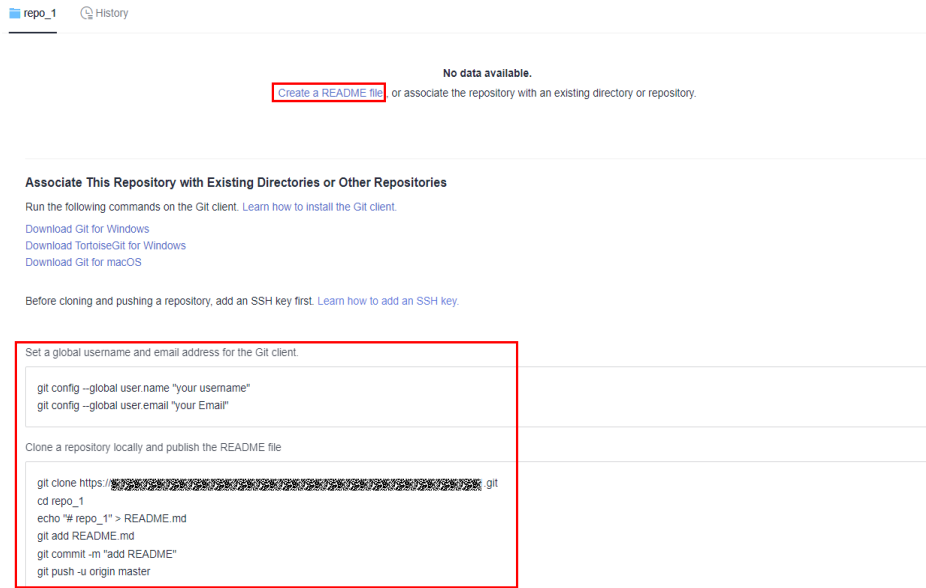 repo_1 History
No data available.
Create a README file , or associate the repository with an existing directory or repository.
Associate This Repository with Existing Directories or Other Repositories
Run the following commands on the Git client. Learn how to install the Git client.
Download Git for Windows
Download TortoiseGit for Windows
Download Git for macOS
Before cloning and pushing a repository, add an SSH key first. Learn how to add an SSH key.
Set a global username and email address for the Git client.
git config --global user.name "your username"
git config --global user.email "your Email"
Clone a repository locally and publish the README file
git clone https:// .git
cd repo_1
echo "# repo_1" > README.md
git add README.md
git commit -m "add README"
git push -u origin master